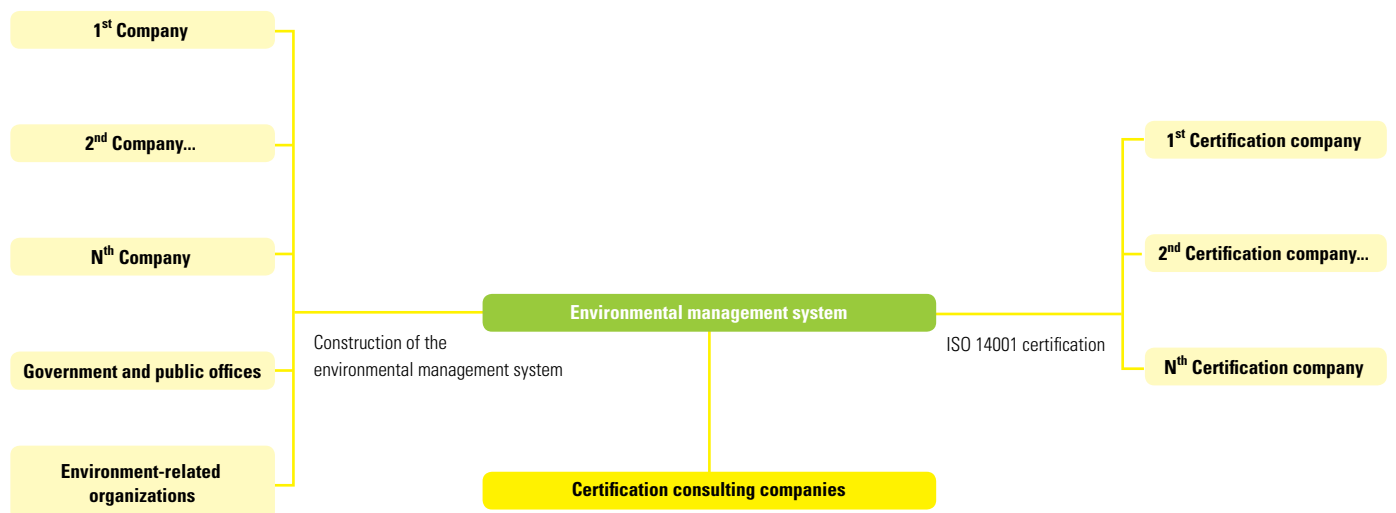 1st Company
2nd Company...
Nth Company
Government and public offices
Environment-related
organizations
Environmental management system
Construction of the
environmental management system
ISO 14001 certification
Certification consulting companies
1st Certification company
2nd Certification company...
Nth Certification company